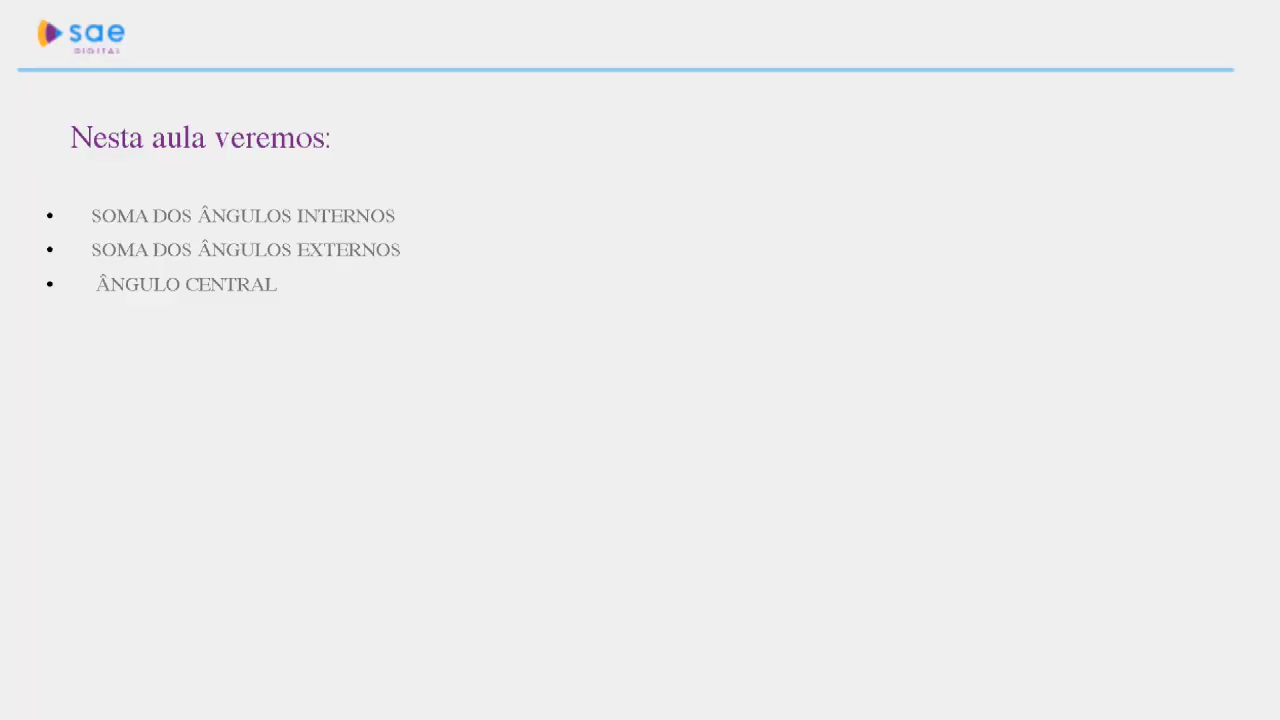 sae
DIGITAL
Nesta aula veremos:
• SOMA DOS ÂNGULOS INTERNOS
• SOMA DOS ÂNGULOS EXTERNOS
• ÂNGULO CENTRAL